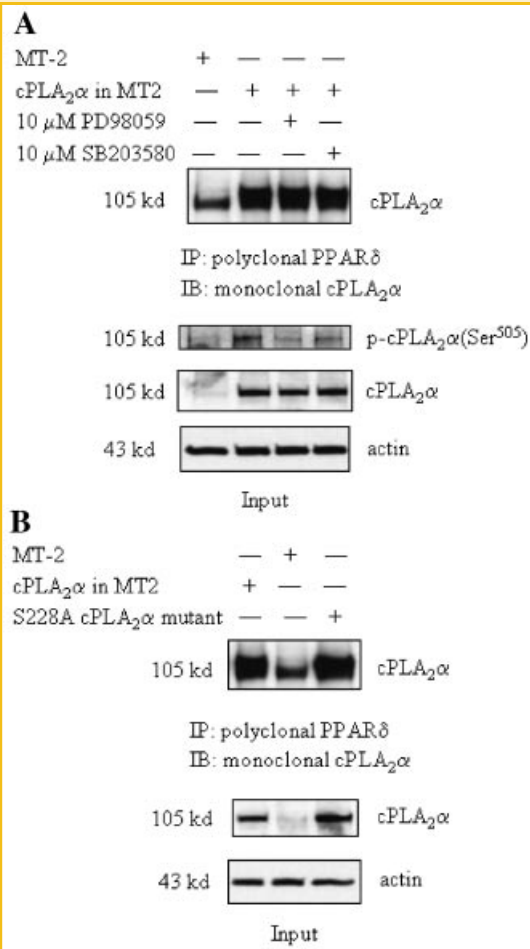 A
MT-2 + — — —
cPLA₂α in MT2 — + + +
10 μM PD98059 — — + —
10 μM SB203580 — — — +
105 kd cPLA₂α
IP: polyclonal PPARδ
IB: monoclonal cPLA₂α
105 kd p-cPLA₂α(Ser⁵⁰⁵)
105 kd cPLA₂α
43 kd actin
Input
B
MT-2 — + —
cPLA₂α in MT2 + — —
S228A cPLA₂α mutant — — +
105 kd cPLA₂α
IP: polyclonal PPARδ
IB: monoclonal cPLA₂α
105 kd cPLA₂α
43 kd actin
Input